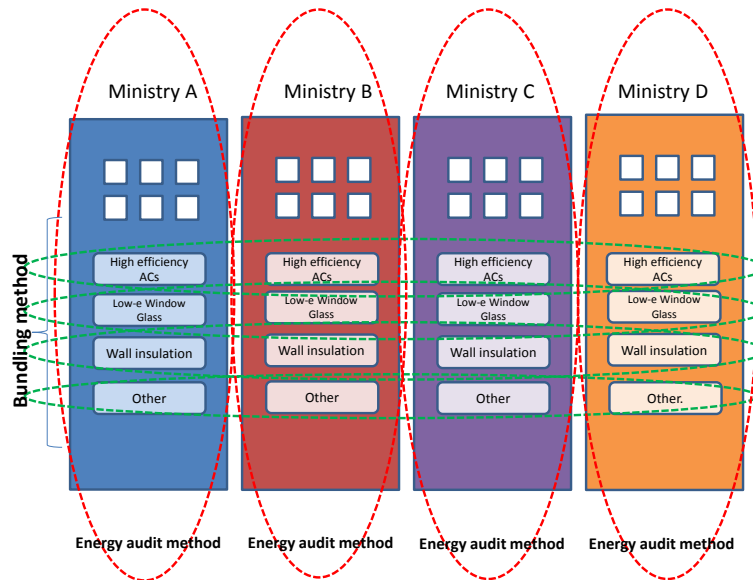 Ministry A
Ministry B
Ministry C
Ministry D
Bundling method
High efficiency
ACs
High efficiency
ACs
High efficiency
ACs
High efficiency
ACs
Low-e Window
Glass
Low-e Window
Glass
Low-e Window
Glass
Low-e Window
Glass
Wall insulation
Wall insulation
Wall insulation
Wall insulation
Other
Other
Other
Other.
Energy audit method
Energy audit method
Energy audit method
Energy audit method